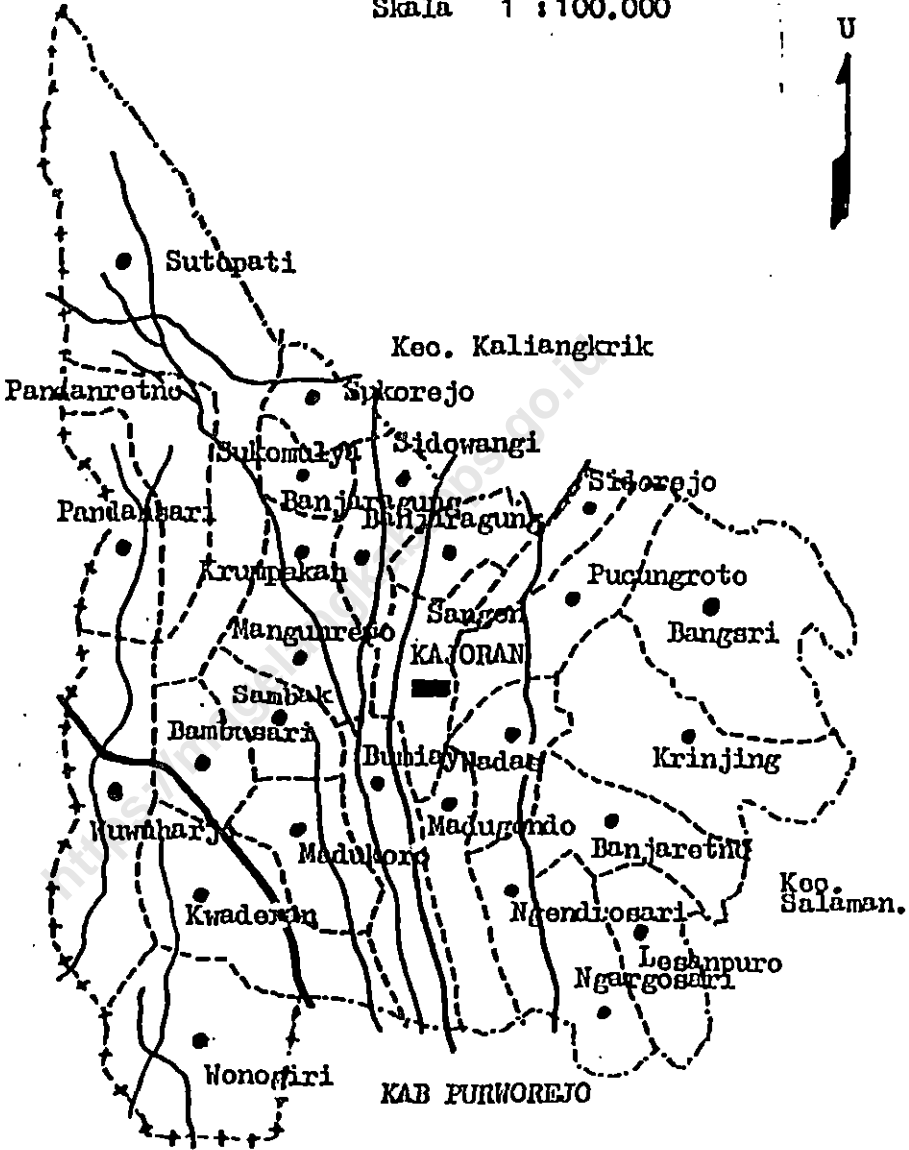 Skala 1 : 100.000
U
Sutopati
Kec. Kaliangkrik
Pandanretno
Sukorejo
Sukomulyo
Sidowangi
Banjaragung
Sidorejo
Pandansari
Banjaragung
Krumpakan
Pucungroto
Sangen
Bangsri
Mangunrejo
KAJORAN
Sambak
Bambusari
Bumiayu
Wadas
Krinjing
Wuwuharjo
Madugondo
Madukoro
Banjaretno
Kec.
Salaman.
Kwaderan
Ngendrosari
Lesanpuro
Ngargosari
Wonogiri
KAB PURWOREJO